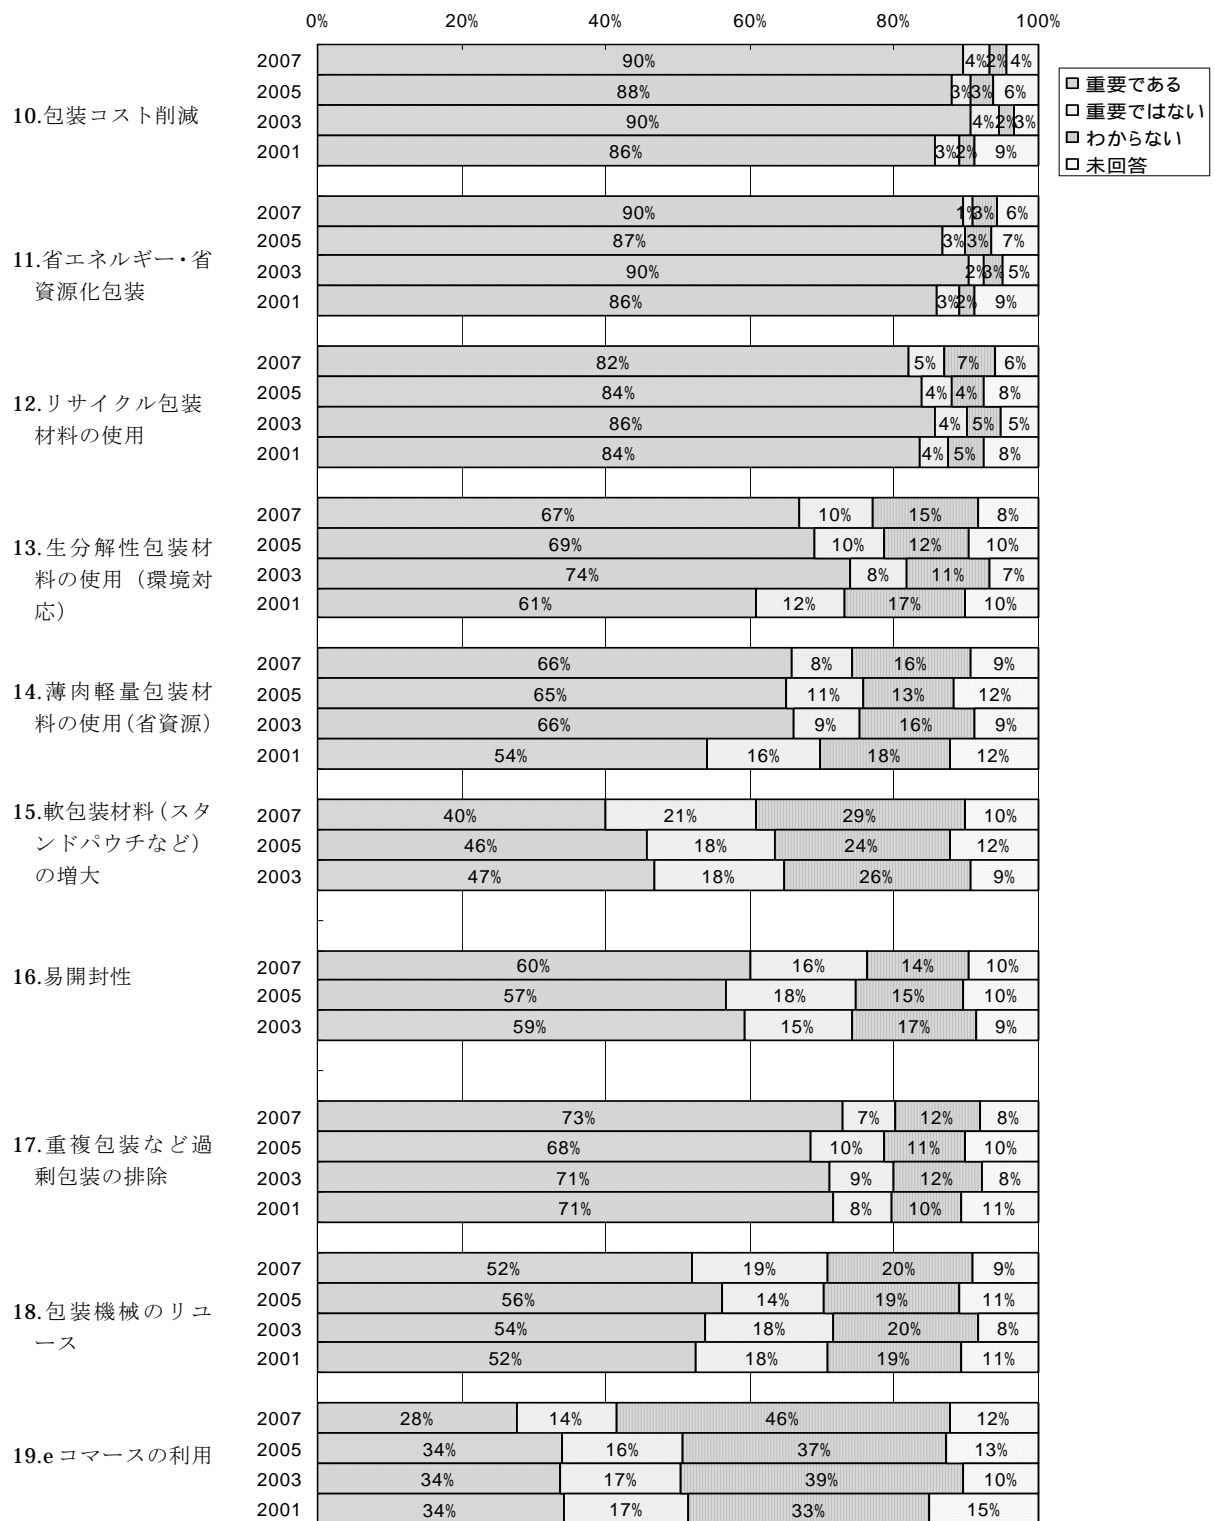 0% 20% 40% 60% 80% 100%
重要である
重要ではない
わからない
未回答
10.包装コスト削減
2007 90% 4% 2% 4%
2005 88% 3% 3% 6%
2003 90% 4% 2% 3%
2001 86% 3% 2% 9%
11.省エネルギー・省
資源化包装
2007 90% 1% 3% 6%
2005 87% 3% 3% 7%
2003 90% 2% 3% 5%
2001 86% 3% 2% 9%
12.リサイクル包装
材料の使用
2007 82% 5% 7% 6%
2005 84% 4% 4% 8%
2003 86% 4% 5% 5%
2001 84% 4% 5% 8%
13.生分解性包装材
料の使用（環境対
応）
2007 67% 10% 15% 8%
2005 69% 10% 12% 10%
2003 74% 8% 11% 7%
2001 61% 12% 17% 10%
14.薄肉軽量包装材
料の使用（省資源）
2007 66% 8% 16% 9%
2005 65% 11% 13% 12%
2003 66% 9% 16% 9%
2001 54% 16% 18% 12%
15.軟包装材料（スタ
ンドパウチなど）
の増大
2007 40% 21% 29% 10%
2005 46% 18% 24% 12%
2003 47% 18% 26% 9%
16.易開封性
2007 60% 16% 14% 10%
2005 57% 18% 15% 10%
2003 59% 15% 17% 9%
17.重複包装など過
剰包装の排除
2007 73% 7% 12% 8%
2005 68% 10% 11% 10%
2003 71% 9% 12% 8%
2001 71% 8% 10% 11%
18.包装機械のリユ
ース
2007 52% 19% 20% 9%
2005 56% 14% 19% 11%
2003 54% 18% 20% 8%
2001 52% 18% 19% 11%
19.eコマースの利用
2007 28% 14% 46% 12%
2005 34% 16% 37% 13%
2003 34% 17% 39% 10%
2001 34% 17% 33% 15%